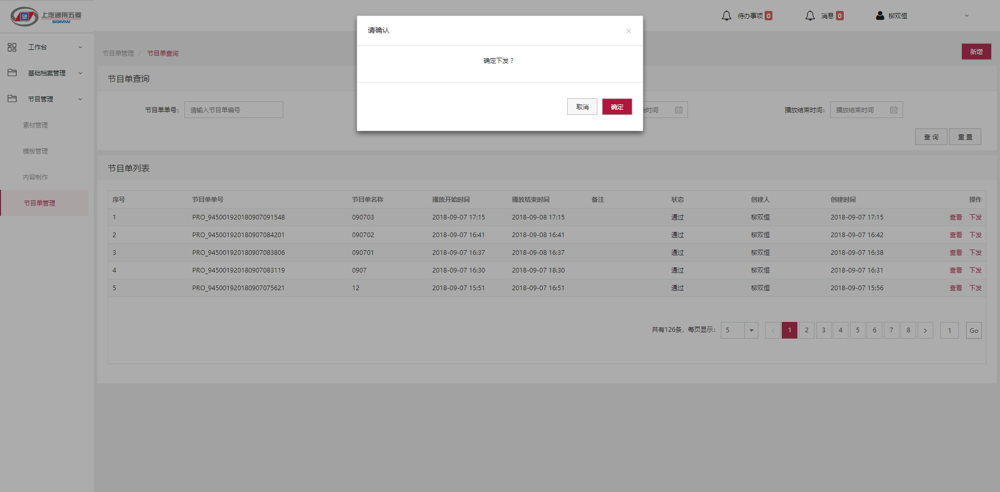 上汽通用五菱
SGMW
待办事项 0
消息 0
柳双恒
工作台
基础档案管理
节目管理
素材管理
模板管理
内容制作
节目单管理
节目单管理 / 节目单查询
新增
请确认
×
确定下发？
取消
确定
节目单查询
节目单单号：
请输入节目单编号
时间
播放结束时间：
播放结束时间
查 询
重 置
节目单列表
序号 节目单单号 节目单名称 播放开始时间 播放结束时间 备注 状态 创建人 创建时间 操作
1 PRO_945001920180907091548 090703 2018-09-07 17:15 2018-09-08 17:15 通过 柳双恒 2018-09-07 17:15 查看 下发
2 PRO_945001920180907084201 090702 2018-09-07 16:41 2018-09-08 16:41 通过 柳双恒 2018-09-07 16:42 查看 下发
3 PRO_945001920180907083806 090701 2018-09-07 16:37 2018-09-08 16:37 通过 柳双恒 2018-09-07 16:38 查看 下发
4 PRO_945001920180907083119 0907 2018-09-07 16:30 2018-09-07 18:30 通过 柳双恒 2018-09-07 16:31 查看 下发
5 PRO_945001920180907075621 12 2018-09-07 15:51 2018-09-07 16:51 通过 柳双恒 2018-09-07 15:56 查看 下发
共有126条，每页显示： 5 < 1 2 3 4 5 6 7 8 > 1 Go